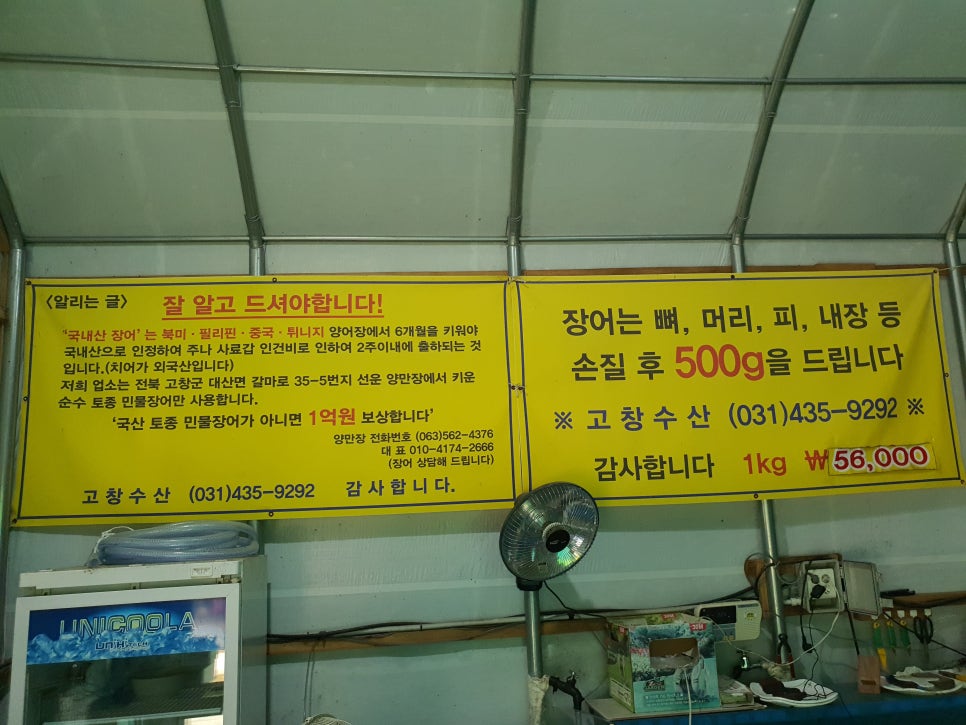 <알리는 글> 잘 알고 드셔야합니다!
'국내산 장어' 는 북미·필리핀·중국·튀니지 양어장에서 6개월을 키워야
국내산으로 인정하여 주나 사료값 인건비로 인하여 2주이내에 출하되는 것
입니다.(치어가 외국산입니다)
저희 업소는 전북 고창군 대산면 갈마로 35-5번지 선운 양만장에서 키운
순수 토종 민물장어만 사용합니다.
'국산 토종 민물장어가 아니면 1억원 보상합니다'
양만장 전화번호 (063)562-4376
대 표 010-4174-2666
(장어 상담해 드립니다)
고 창 수 산 (031)435-9292 감 사 합 니 다.
장어는 뼈, 머리, 피, 내장 등
손질 후 500g을 드립니다
※ 고 창 수 산 (031)435-9292 ※
감사합니다 1kg ₩56,000
UNICOOLA